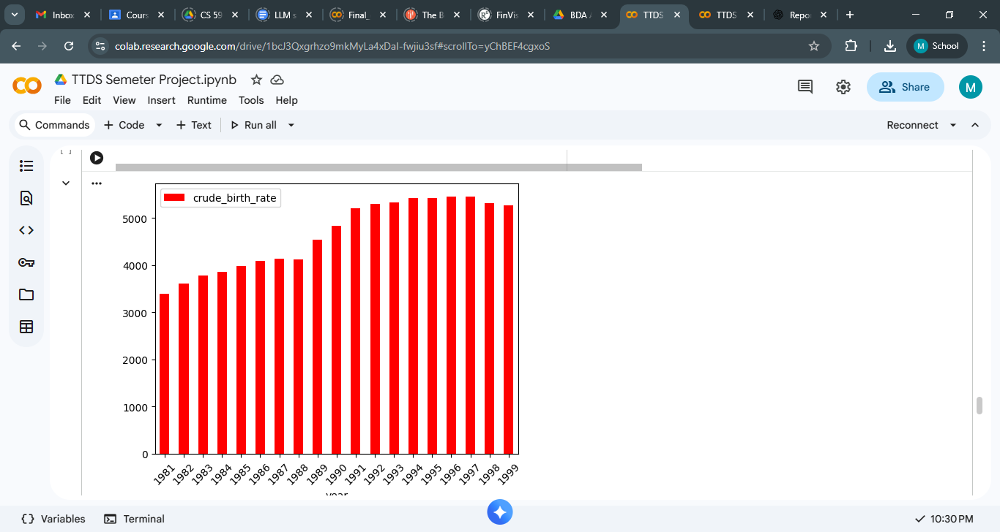 Inbox
Cours
CS 59
LLM s
Final_
The B
FinVis
BDA /
TTDS
TTDS
Repo
colab.research.google.com/drive/1bcJ3Qxgrhzo9mkMyLa4xDaI-fwjiu3sf#scrollTo=yChBEF4cgxoS
M
School
TTDS Semeter Project.ipynb
File Edit View Insert Runtime Tools Help
Share
M
Commands + Code + Text Run all
Reconnect
[ ]
crude_birth_rate
5000
4000
3000
2000
1000
0
1981 1982 1983 1984 1985 1986 1987 1988 1989 1990 1991 1992 1993 1994 1995 1996 1997 1998 1999
year
Variables Terminal
10:30 PM